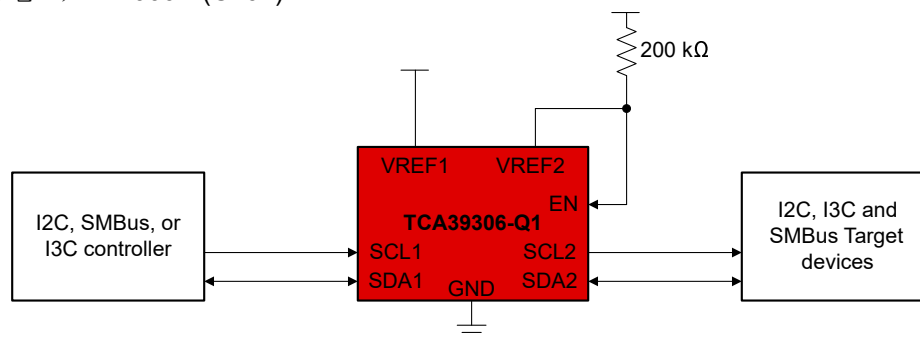 200 kΩ
VREF1
VREF2
EN
TCA39306-Q1
I2C, SMBus, or
I3C controller
SCL1
SCL2
SDA1
SDA2
GND
I2C, I3C and
SMBus Target
devices